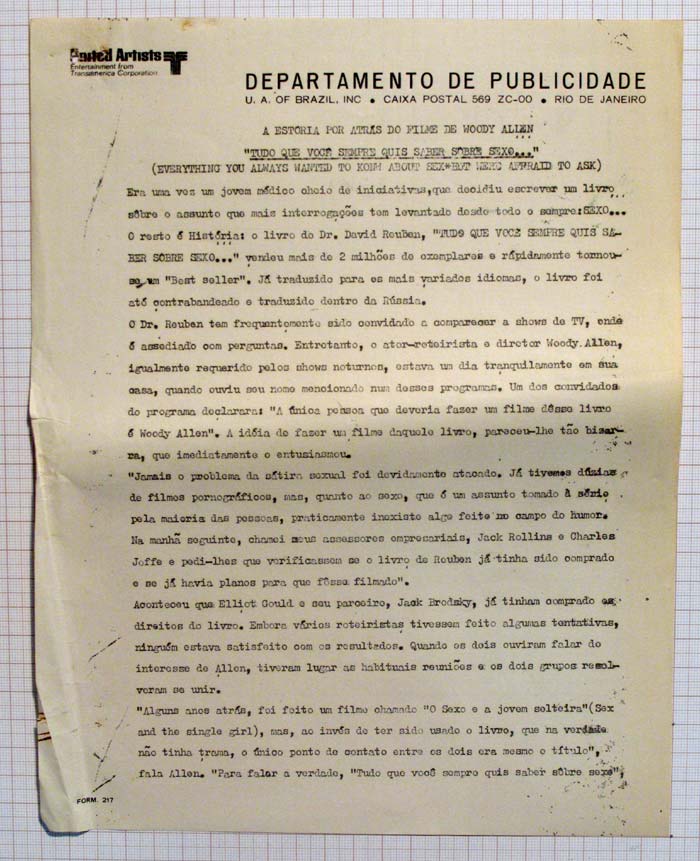 United Artists
Entertainment from
Transamerica Corporation
DEPARTAMENTO DE PUBLICIDADE
U. A. OF BRAZIL, INC • CAIXA POSTAL 569 ZC-00 • RIO DE JANEIRO
A ESTÓRIA POR ATRÁS DO FILME DE WOODY ALLEN
"TUDO QUE VOCÊ SEMPRE QUIS SABER SÔBRE SEXO..."
(EVERYTHING YOU ALWAYS WANTED TO KONW ABOUT SEX*BUT WERE AFFRAID TO ASK)
Era uma vez um jovem médico cheio de iniciativas,que decidiu escrever um livro
sôbre o assunto que mais interrogações tem levantado desde todo o sempre:SEXO...
O resto é História: o livro do Dr. David Reuben, "TUDO QUE VOCÊ SEMPRE QUIS SA-
BER SÔBRE SEXO..." vendeu mais de 2 milhões de exemplares e rápidamente tornou-
se um "Best seller". Já traduzido para os mais variados idiomas, o livro foi
até contrabandeado e traduzido dentro da Rússia.
O Dr. Reuben tem frequentemente sido convidado a comparecer a shows de TV, onde
é assediado com perguntas. Entretanto, o ator-roteirista e diretor Woody Allen,
igualmente requerido pelos shows noturnos, estava um dia tranquilamente em sua
casa, quando ouviu seu nome mencionado num desses programas. Um dos convidados
do programa declarara: "A única pessoa que deveria fazer um filme dêsse livro
é Woody Allen". A idéia de fazer um filme daquele livro, pareceu-lhe tão bizar-
ra, que imediatamente o entusiasmou.
"Jamais o problema da sátira sexual foi devidamente atacado. Já tivemos dúzias
de filmes pornográficos, mas, quanto ao sexo, que é um assunto tomado à sério
pela maioria das pessoas, praticamente inexiste algo feito no campo do humor.
Na manhã seguinte, chamei meus assessores empresariais, Jack Rollins e Charles
Joffe e pedi-lhes que verificassem se o livro de Reuben já tinha sido comprado
e se já havia planos para que fôsse filmado".
Aconteceu que Elliot Gould e seu parceiro, Jack Brodsky, já tinham comprado os
direitos do livro. Embora vários roteiristas tivessem feito algumas tentativas,
ninguém estava satisfeito com os resultados. Quando os dois ouviram falar do
interesse de Allen, tiveram lugar as habituais reuniões e os dois grupos resol-
veram se unir.
"Alguns anos atrás, foi feito um filme chamado "O Sexo e a jovem solteira"(Sex
and the single girl), mas, ao invés de ter sido usado o livro, que na verdade
não tinha trama, o único ponto de contato entre os dois era mesmo o título",
fala Allen. "Para falar a verdade, "Tudo que você sempre quis saber sôbre sexo",
FORM. 217